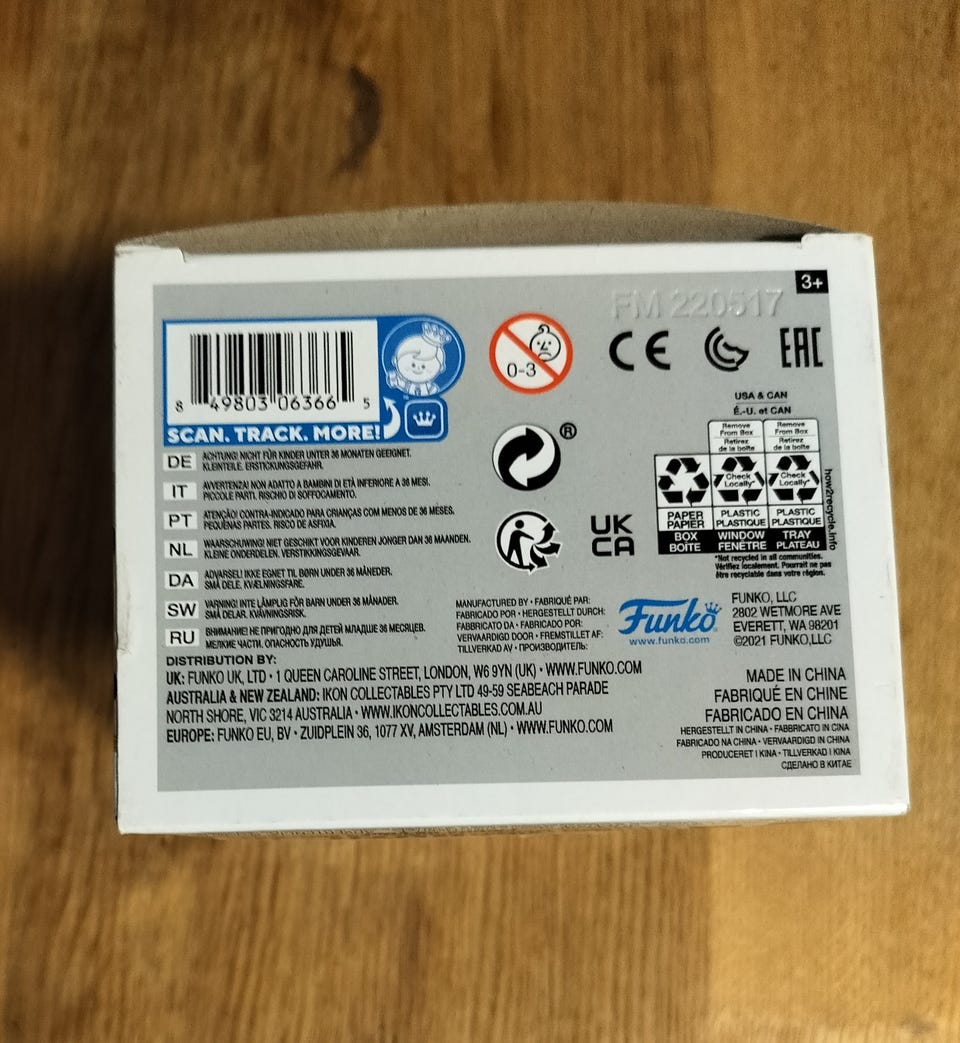 3+
FM 220517
8 49803 06366 5
SCAN. TRACK. MORE!
0-3
CE
EAC
®
UK
CA
USA & CAN
É.-U. et CAN
Remove From Box
Retirez de la boîte
Remove From Box
Retirez de la boîte
Check Locally*
Check Locally*
PAPER
PAPIER
BOX
BOÎTE
PLASTIC
PLASTIQUE
WINDOW
FENÊTRE
PLASTIC
PLASTIQUE
TRAY
PLATEAU
how2recycle.info
*Not recycled in all communities.
Vérifiez localement. Pourrait ne pas
être recyclable dans votre région.
DE ACHTUNG! NICHT FÜR KINDER UNTER 36 MONATEN GEEIGNET.
KLEINTEILE. ERSTICKUNGSGEFAHR.
IT AVVERTENZA! NON ADATTO A BAMBINI DI ETÀ INFERIORE A 36 MESI.
PICCOLE PARTI. RISCHIO DI SOFFOCAMENTO.
PT ATENÇÃO! CONTRA-INDICADO PARA CRIANÇAS COM MENOS DE 36 MESES.
PEQUENAS PARTES. RISCO DE ASFIXIA.
NL WAARSCHUWING! NIET GESCHIKT VOOR KINDEREN JONGER DAN 36 MAANDEN.
KLEINE ONDERDELEN. VERSTIKKINGSGEVAAR.
DA ADVARSEL! IKKE EGNET TIL BØRN UNDER 36 MÅNEDER.
SMÅ DELE. KVÆLNINGSFARE.
SW VARNING! INTE LÄMPLIG FÖR BARN UNDER 36 MÅNADER.
SMÅ DELAR. KVÄVNINGSRISK.
RU ВНИМАНИЕ! НЕ ПРИГОДНО ДЛЯ ДЕТЕЙ МЛАДШЕ 36 МЕСЯЦЕВ.
МЕЛКИЕ ЧАСТИ. ОПАСНОСТЬ УДУШЬЯ.
MANUFACTURED BY • FABRIQUÉ PAR:
FABRICADO POR • HERGESTELLT DURCH:
FABBRICATO DA • FABRICADO POR:
VERVAARDIGD DOOR • FREMSTILLET AF:
TILLVERKAD AV • ПРОИЗВОДИТЕЛЬ:
Funko
www.funko.com
FUNKO, LLC
2802 WETMORE AVE
EVERETT, WA 98201
©2021 FUNKO,LLC
DISTRIBUTION BY:
UK: FUNKO UK, LTD • 1 QUEEN CAROLINE STREET, LONDON, W6 9YN (UK) • WWW.FUNKO.COM
AUSTRALIA & NEW ZEALAND: IKON COLLECTABLES PTY LTD 49-59 SEABEACH PARADE
NORTH SHORE, VIC 3214 AUSTRALIA • WWW.IKONCOLLECTABLES.COM.AU
EUROPE: FUNKO EU, BV • ZUIDPLEIN 36, 1077 XV, AMSTERDAM (NL) • WWW.FUNKO.COM
MADE IN CHINA
FABRIQUÉ EN CHINE
FABRICADO EN CHINA
HERGESTELLT IN CHINA • FABBRICATO IN CINA
FABRICADO NA CHINA • VERVAARDIGD IN CHINA
PRODUCERET I KINA • TILLVERKAD I KINA
СДЕЛАНО В КИТАЕ